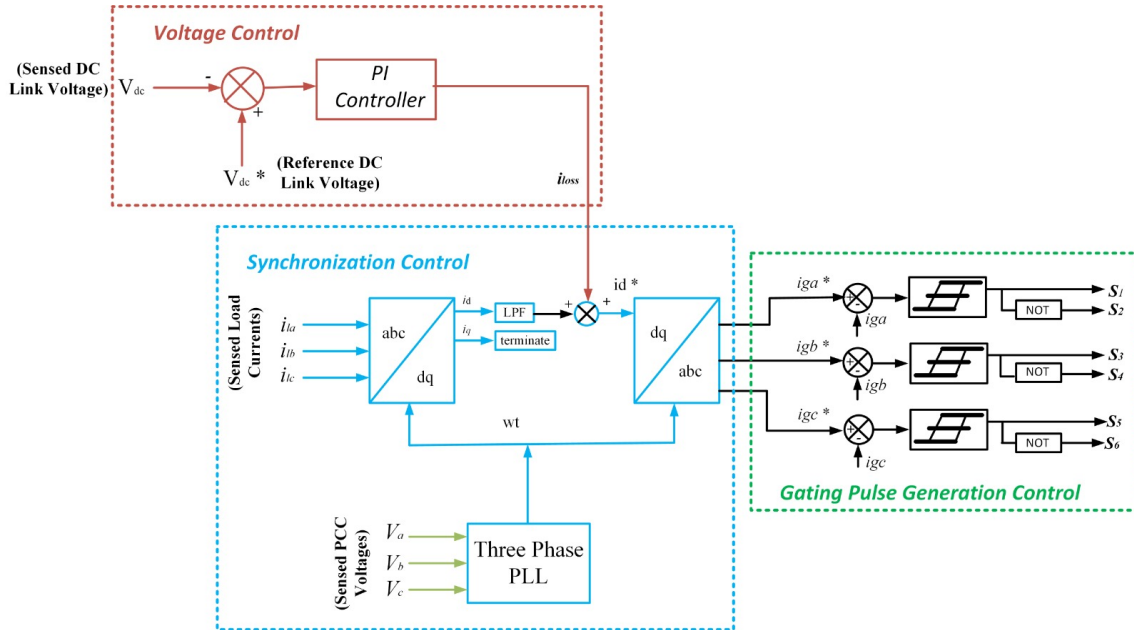 Voltage Control
(Sensed DC
Link Voltage)
Vdc
-
+
PI
Controller
Vdc *
(Reference DC
Link Voltage)
iloss
Synchronization Control
(Sensed Load
Currents)
ila
ilb
ilc
abc
dq
id
LPF
iq
terminate
+
+
id *
dq
abc
wt
(Sensed PCC
Voltages)
Va
Vb
Vc
Three Phase
PLL
iga *
+
-
iga
S1
NOT
S2
igb *
+
-
igb
S3
NOT
S4
igc *
+
-
igc
S5
NOT
S6
Gating Pulse Generation Control